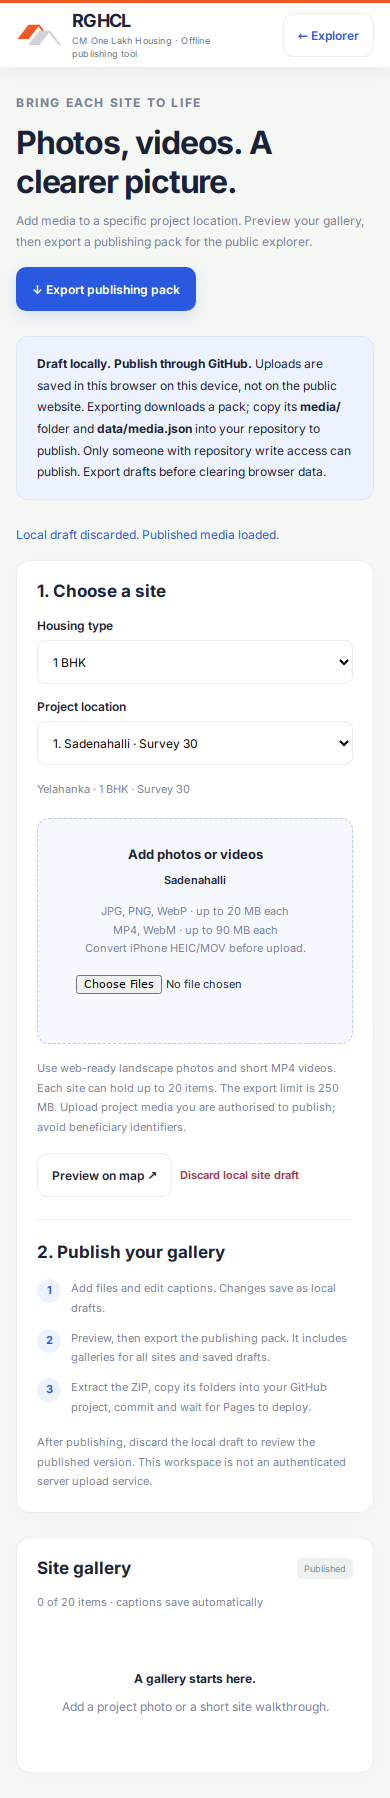 RGHCL
CM One Lakh Housing · Offline
publishing tool
← Explorer
BRING EACH SITE TO LIFE
Photos, videos. A
clearer picture.
Add media to a specific project location. Preview your gallery,
then export a publishing pack for the public explorer.
↓ Export publishing pack
Draft locally. Publish through GitHub. Uploads are
saved in this browser on this device, not on the public
website. Exporting downloads a pack; copy its media/
folder and data/media.json into your repository to
publish. Only someone with repository write access can
publish. Export drafts before clearing browser data.
Local draft discarded. Published media loaded.
1. Choose a site
Housing type
1 BHK
Project location
1. Sadenahalli · Survey 30
Yelahanka · 1 BHK · Survey 30
Add photos or videos
Sadenahalli
JPG, PNG, WebP · up to 20 MB each
MP4, WebM · up to 90 MB each
Convert iPhone HEIC/MOV before upload.
Choose Files No file chosen
Use web-ready landscape photos and short MP4 videos.
Each site can hold up to 20 items. The export limit is 250
MB. Upload project media you are authorised to publish;
avoid beneficiary identifiers.
Preview on map ↗ Discard local site draft
2. Publish your gallery
1 Add files and edit captions. Changes save as local
drafts.
2 Preview, then export the publishing pack. It includes
galleries for all sites and saved drafts.
3 Extract the ZIP, copy its folders into your GitHub
project, commit and wait for Pages to deploy.
After publishing, discard the local draft to review the
published version. This workspace is not an authenticated
server upload service.
Site gallery Published
0 of 20 items · captions save automatically
A gallery starts here.
Add a project photo or a short site walkthrough.